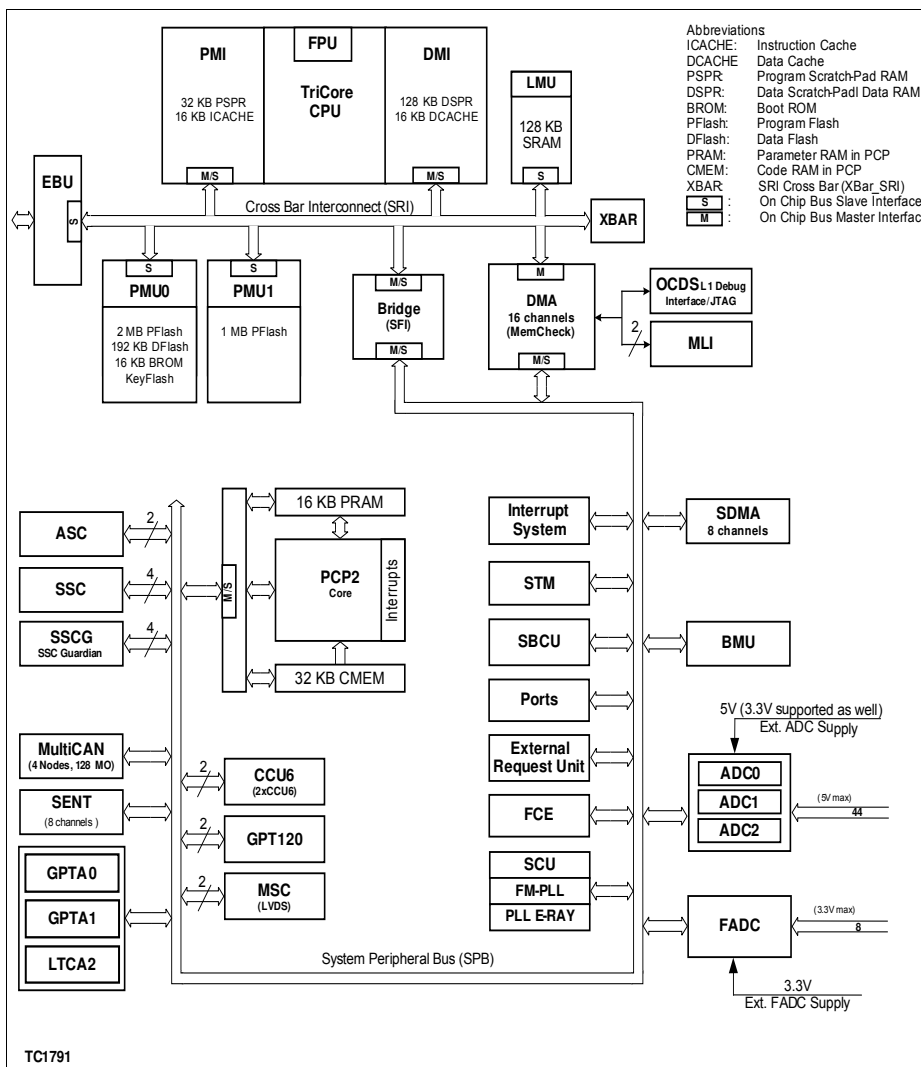 PMI
FPU
DMI
TriCore
CPU
32 KB PSPR
16 KB ICACHE
128 KB DSPR
16 KB DCACHE
M/S
M/S
LMU
128 KB
SRAM
S
Abbreviations:
ICACHE: Instruction Cache
DCACHE Data Cache
PSPR: Program Scratch-Pad RAM
DSPR: Data Scratch-Padl Data RAM
BROM: Boot ROM
PFlash: Program Flash
DFlash: Data Flash
PRAM: Parameter RAM in PCP
CMEM: Code RAM in PCP
XBAR: SRI Cross Bar (XBar_SRI)
S : On Chip Bus Slave Interface
M : On Chip Bus Master Interfac
EBU
S
Cross Bar Interconnect (SRI)
XBAR
S
PMU0
2 MB PFlash
192 KB DFlash
16 KB BROM
KeyFlash
S
PMU1
1 MB PFlash
M/S
Bridge
(SFI)
M/S
M
DMA
16 channels
(MemCheck)
M/S
OCDS L1 Debug
Interface/JTAG
2
MLI
ASC
2
SSC
4
SSCG
SSC Guardian
4
M/S
16 KB PRAM
PCP2
Core
Interrupts
32 KB CMEM
Interrupt
System
SDMA
8 channels
STM
SBCU
BMU
Ports
External
Request Unit
FCE
SCU
FM-PLL
PLL E-RAY
5V (3.3V supported as well)
Ext. ADC Supply
ADC0
ADC1
ADC2
(5V max)
44
MultiCAN
(4 Nodes, 128 MO)
SENT
(8 channels )
GPTA0
GPTA1
LTCA2
2
CCU6
(2xCCU6)
2
GPT120
2
MSC
(LVDS)
FADC
(3.3V max)
8
3.3V
Ext. FADC Supply
System Peripheral Bus (SPB)
TC1791